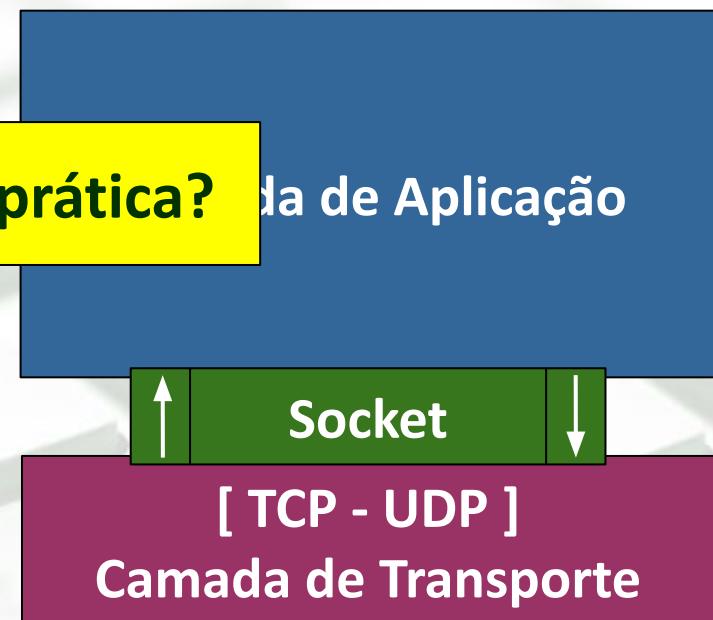 prática?
da de Aplicação
Socket
[ TCP - UDP ]
Camada de Transporte